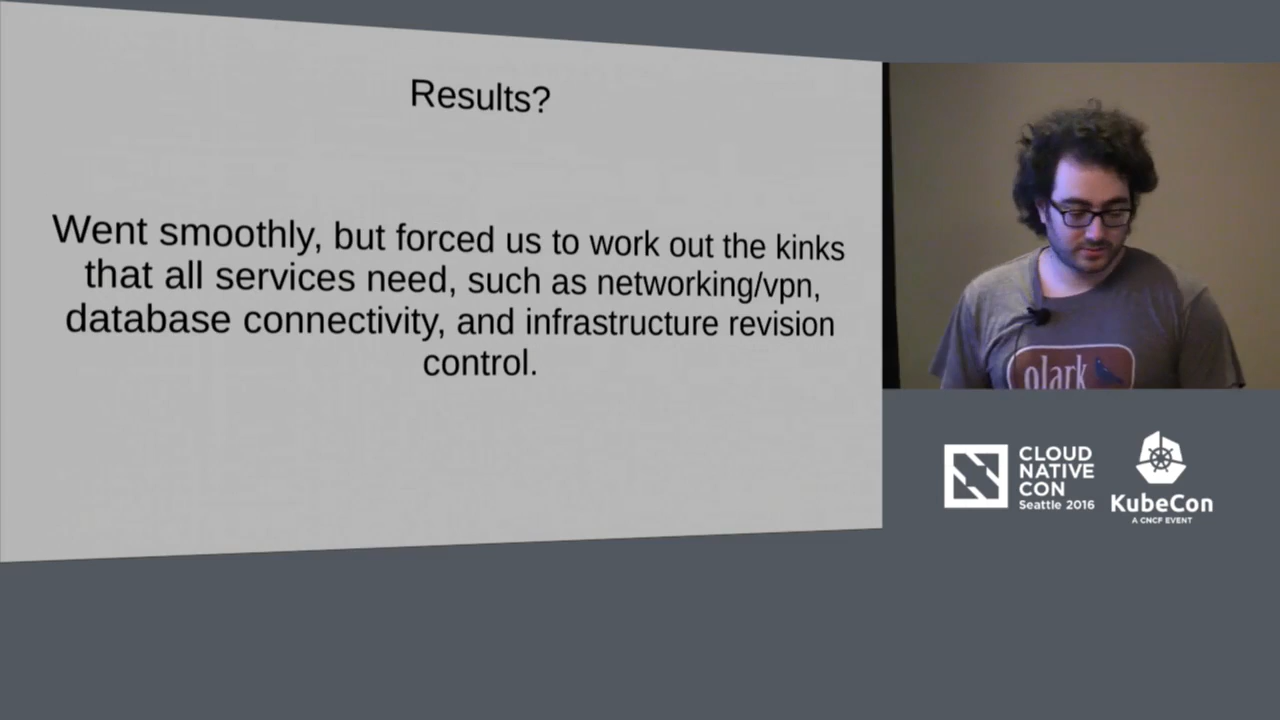 Results?
Went smoothly, but forced us to work out the kinks
that all services need, such as networking/vpn,
database connectivity, and infrastructure revision
control.
olark
CLOUD
NATIVE
CON
Seattle 2016
KubeCon
A CNCF EVENT